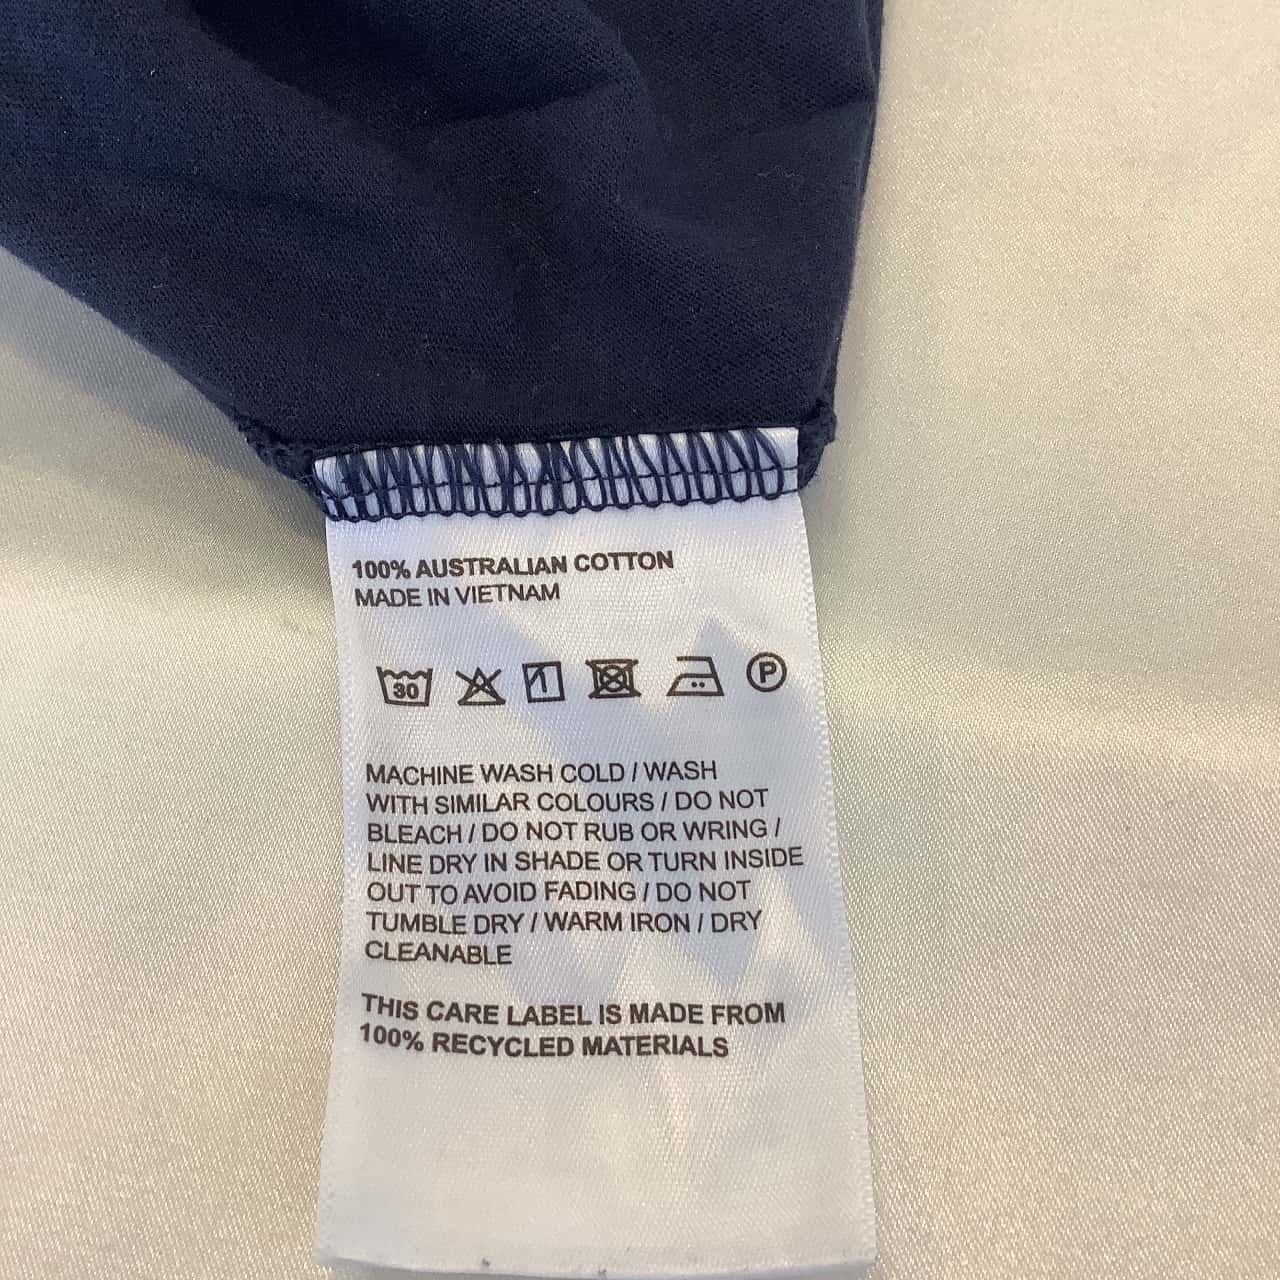 100% AUSTRALIAN COTTON
MADE IN VIETNAM
30 P
MACHINE WASH COLD / WASH
WITH SIMILAR COLOURS / DO NOT
BLEACH / DO NOT RUB OR WRING /
LINE DRY IN SHADE OR TURN INSIDE
OUT TO AVOID FADING / DO NOT
TUMBLE DRY / WARM IRON / DRY
CLEANABLE
THIS CARE LABEL IS MADE FROM
100% RECYCLED MATERIALS